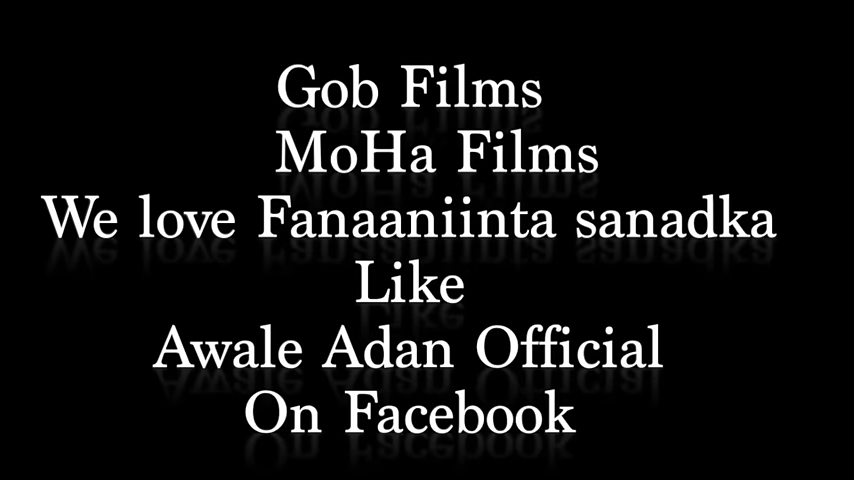 Gob Films
MoHa Films
We love Fanaaniinta sanadka
Like
Awale Adan Official
On Facebook